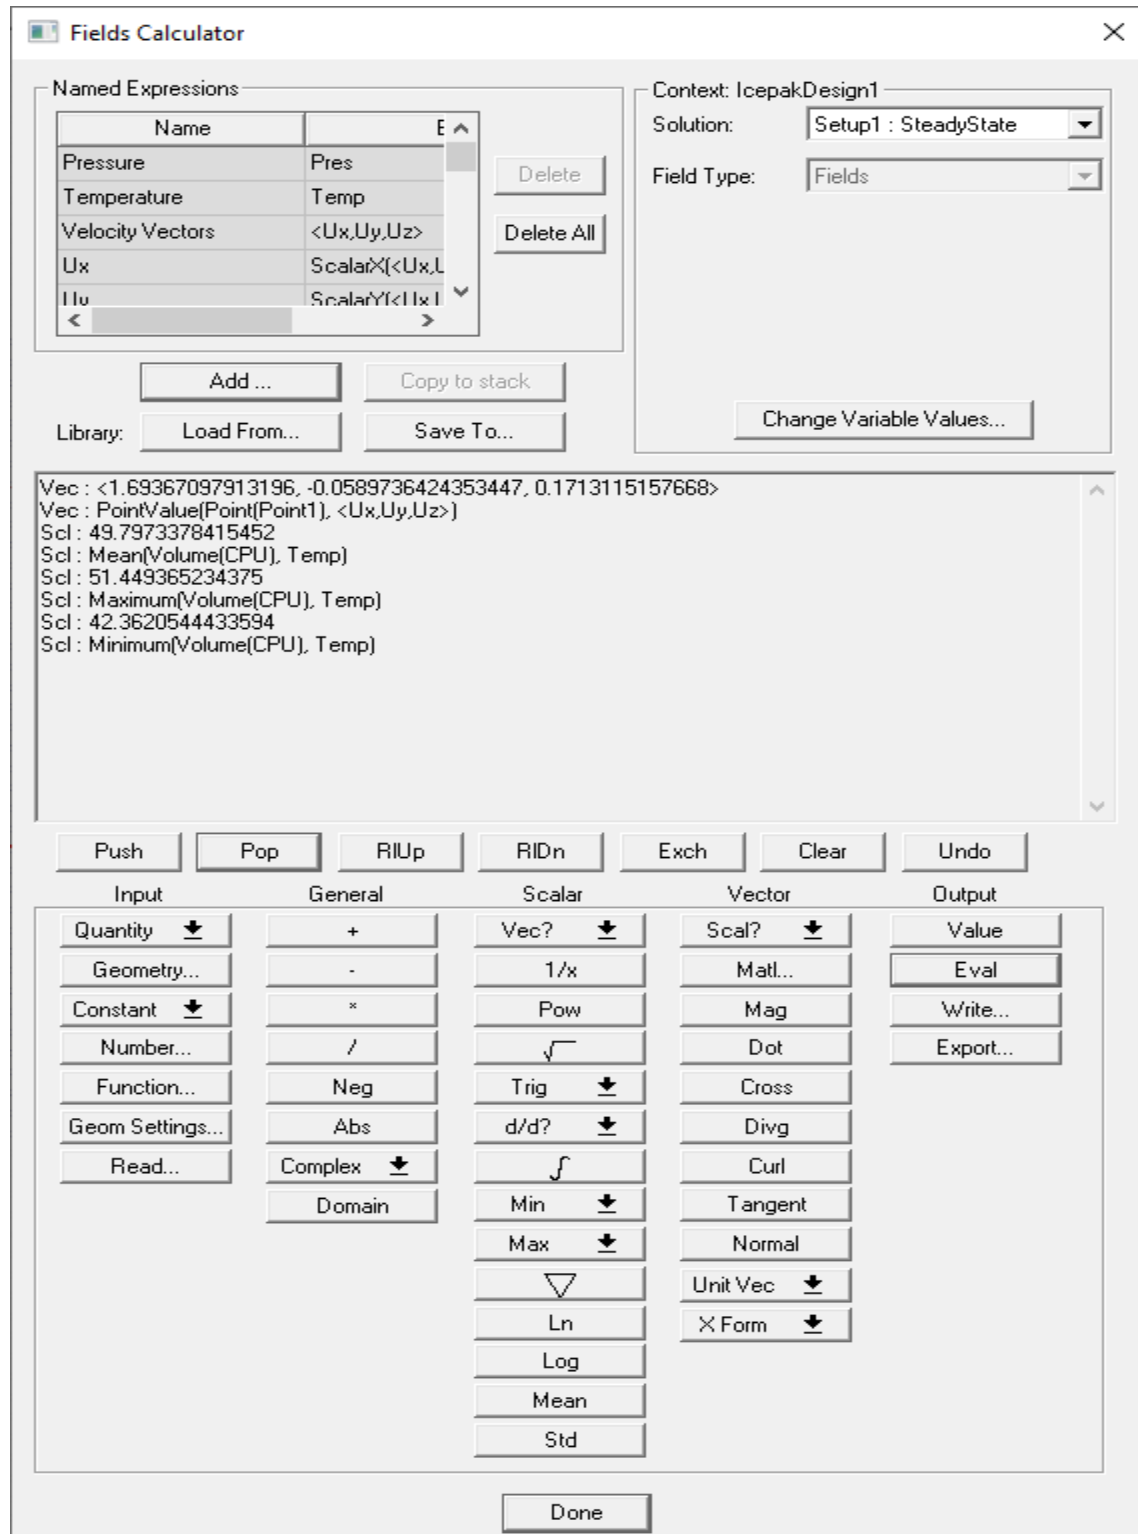 Fields Calculator
Named Expressions
Name E
Pressure Pres
Temperature Temp
Velocity Vectors <Ux,Uy,Uz>
Ux ScalarX(<Ux,U
Uy ScalarY(<Ux,U
Delete
Delete All
Add ... Copy to stack
Library: Load From... Save To...
Context: IcepakDesign1
Solution: Setup1 : SteadyState
Field Type: Fields
Change Variable Values...
Vec : <1.69367097913196, -0.0589736424353447, 0.1713115157668>
Vec : PointValue(Point(Point1), <Ux,Uy,Uz>)
Scl : 49.7973378415452
Scl : Mean(Volume(CPU), Temp)
Scl : 51.449365234375
Scl : Maximum(Volume(CPU), Temp)
Scl : 42.3620544433594
Scl : Minimum(Volume(CPU), Temp)
Push Pop RlUp RlDn Exch Clear Undo
Input General Scalar Vector Output
Quantity + Vec? Scal? Value
Geometry... - 1/x Matl... Eval
Constant * Pow Mag Write...
Number... / √ Dot Export...
Function... Neg Trig Cross
Geom Settings... Abs d/d? Divg
Read... Complex ∫ Curl
Domain Min Tangent
Max Normal
▽ Unit Vec
Ln X Form
Log
Mean
Std
Done